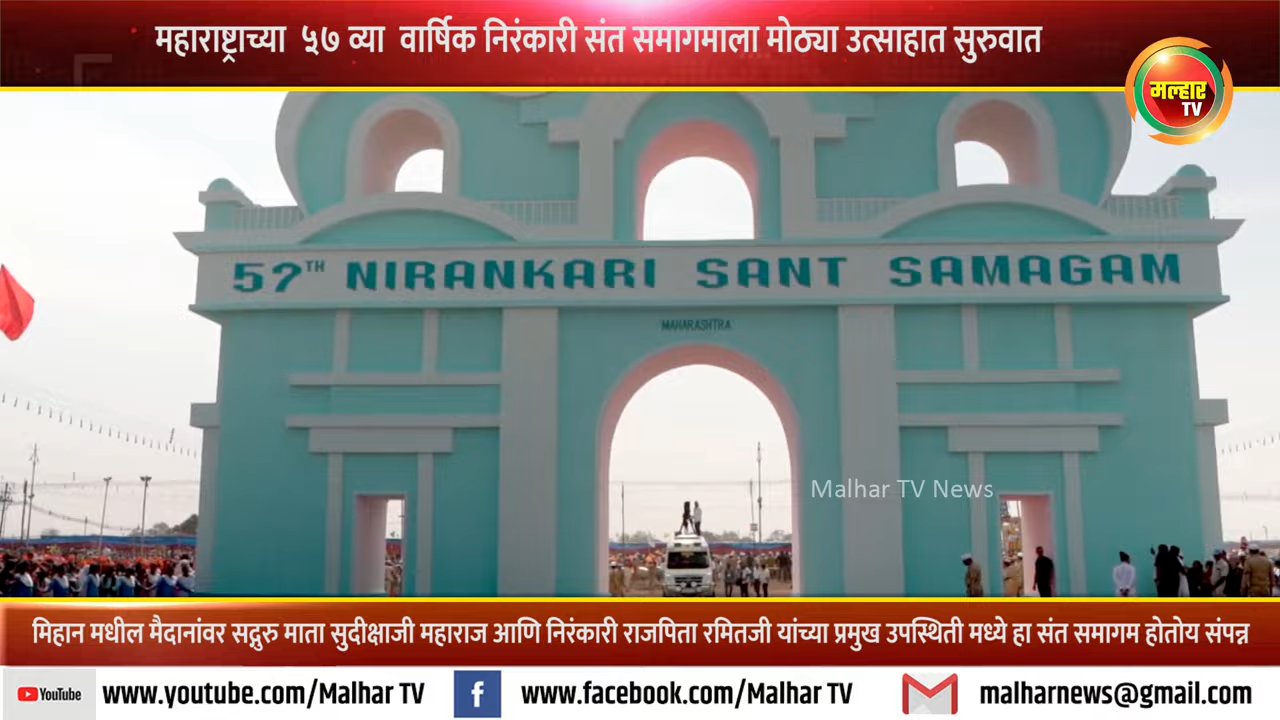 महाराष्ट्राच्या ५७ व्या वार्षिक निरंकारी संत समागमाला मोठ्या उत्साहात सुरुवात
मल्हार
TV
57TH NIRANKARI SANT SAMAGAM
MAHARASHTRA
Malhar TV News
मिहान मधील मैदानांवर सद्गुरु माता सुदीक्षाजी महाराज आणि निरंकारी राजपिता रमितजी यांच्या प्रमुख उपस्थिती मध्ये हा संत समागम होतोय संपन्न
YouTube www.youtube.com/Malhar TV f www.facebook.com/Malhar TV malharnews@gmail.com